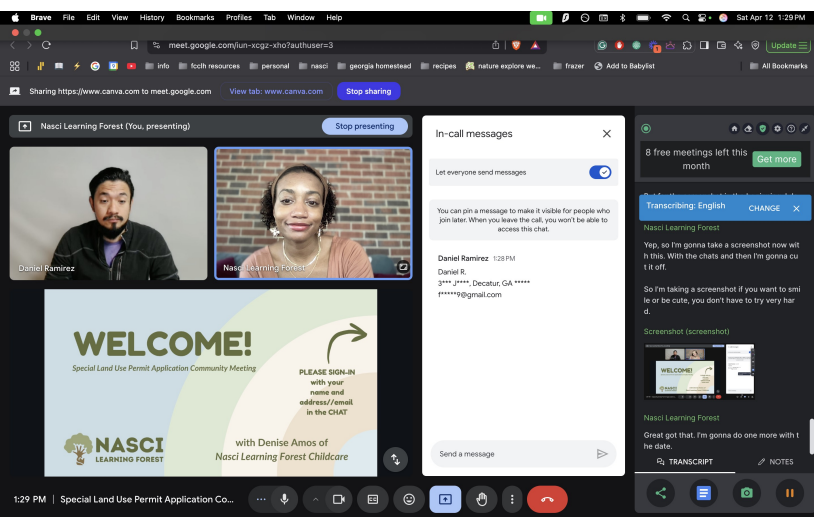 Brave File Edit View History Bookmarks Profiles Tab Window Help
Sat Apr 12 1:29 PM
meet.google.com/iun-xcgz-xho?authuser=3
Update
info fcclh resources personal nasci georgia homestead recipes nature explore we... frazer Add to Babylist All Bookmarks
Sharing https://www.canva.com to meet.google.com View tab: www.canva.com Stop sharing
Nasci Learning Forest (You, presenting) Stop presenting
Daniel Ramirez
Nasci Learning Forest
WELCOME!
Special Land Use Permit Application Community Meeting
PLEASE SIGN-IN
with your
name and
address//email
in the CHAT
NASCI
LEARNING FOREST
with Denise Amos of
Nasci Learning Forest Childcare
In-call messages
Let everyone send messages
You can pin a message to make it visible for people who
join later. When you leave the call, you won't be able to
access this chat.
Daniel Ramirez 1:28 PM
Daniel R.
3*** J****, Decatur, GA *****
f*****9@gmail.com
Send a message
8 free meetings left this
month
Get more
Transcribing: English CHANGE
Nasci Learning Forest
Yep, so I'm gonna take a screenshot now wit
h this. With the chats and then I'm gonna cu
t it off.
So I'm taking a screenshot if you want to smi
le or be cute, you don't have to try very har
d.
Screenshot (screenshot)
WELCOME!
Nasci Learning Forest
Great got that. I'm gonna do one more with t
he date.
TRANSCRIPT NOTES
1:29 PM | Special Land Use Permit Application Co...